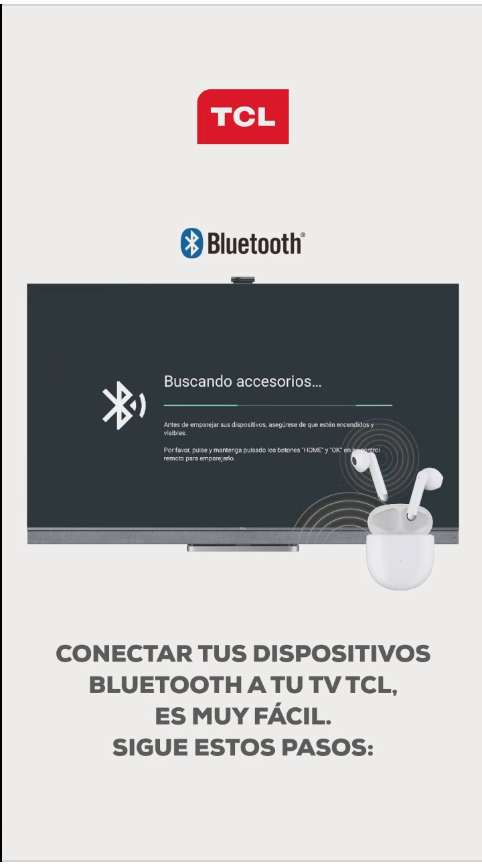 TCL
Bluetooth®
Buscando accesorios...
Antes de emparejar sus dispositivos, asegúrese de que estén encendidos y
visibles.
Por favor, pulse y mantenga pulsado los botones "HOME" y "OK" en control
remoto para emparejarlo.
CONECTAR TUS DISPOSITIVOS
BLUETOOTH A TU TV TCL,
ES MUY FÁCIL.
SIGUE ESTOS PASOS: